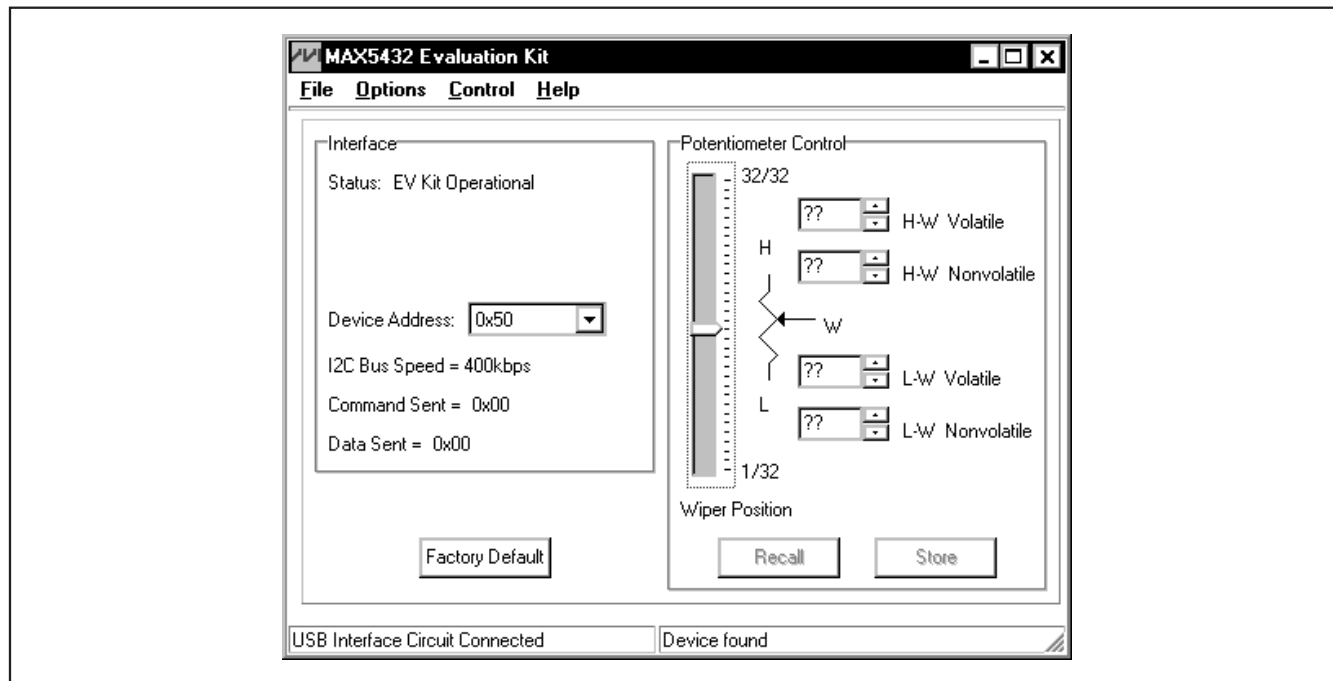 MAX5432 Evaluation Kit
File Options Control Help
Interface
Status: EV Kit Operational
Device Address: 0x50
I2C Bus Speed = 400kbps
Command Sent = 0x00
Data Sent = 0x00
Factory Default
Potentiometer Control
32/32
?? H-W Volatile
H
?? H-W Nonvolatile
W
?? L-W Volatile
L
?? L-W Nonvolatile
1/32
Wiper Position
Recall Store
USB Interface Circuit Connected Device found